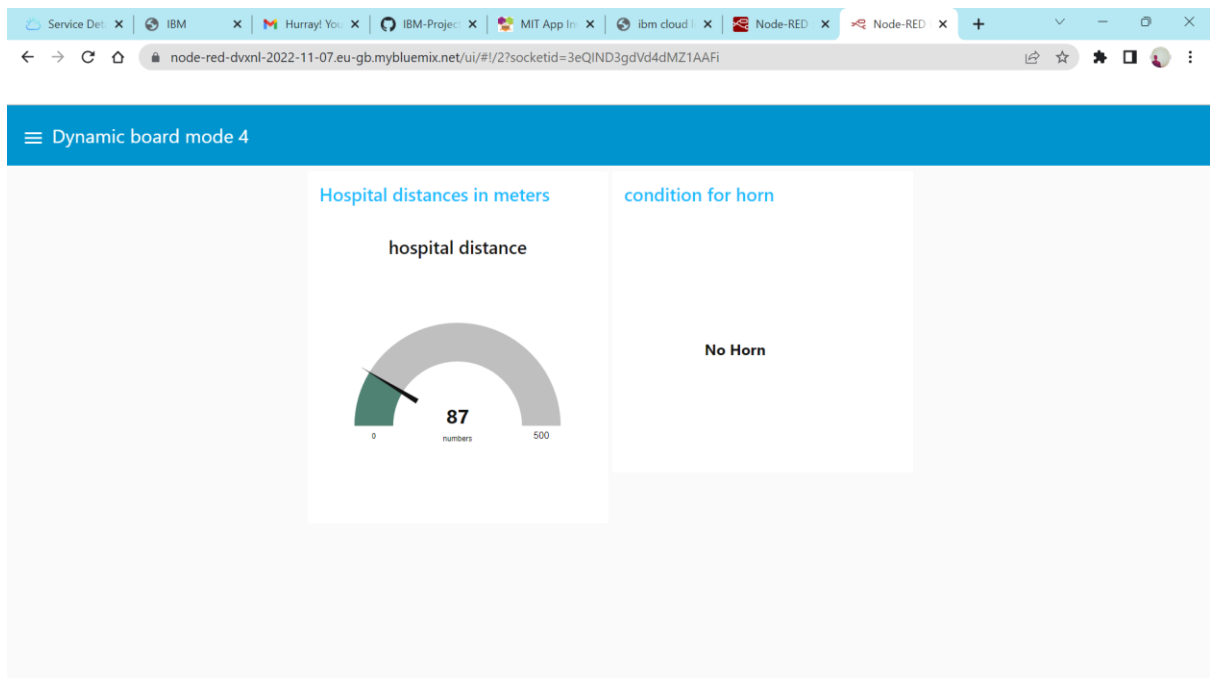 Service Det
IBM
Hurray! You
IBM-Projec
MIT App In
ibm cloud
Node-RED
Node-RED
node-red-dvxnl-2022-11-07.eu-gb.mybluemix.net/ui/#!/2?socketid=3eQIND3gdVd4dMZ1AAFi
Dynamic board mode 4
Hospital distances in meters
hospital distance
87
numbers
0
500
condition for horn
No Horn